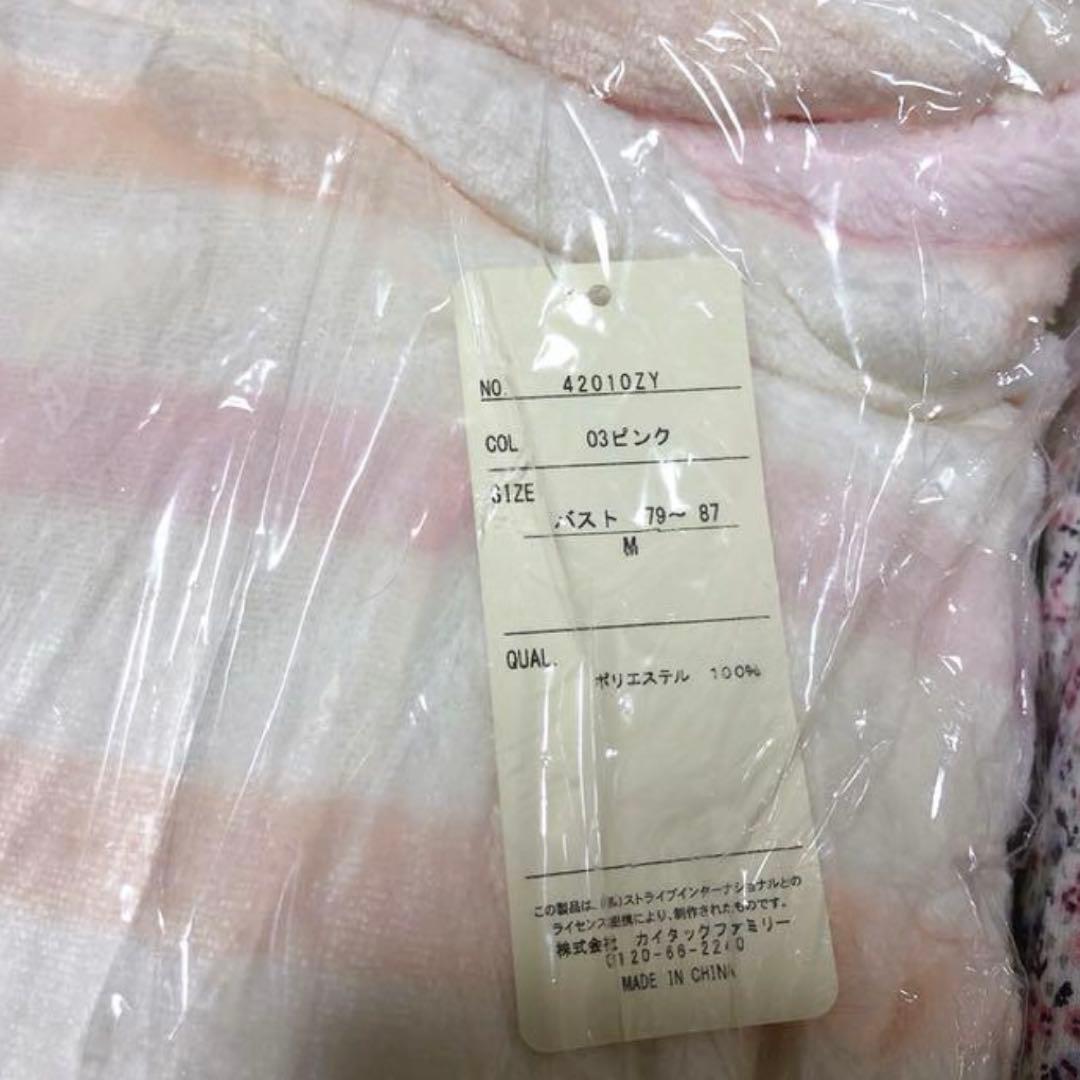 NO. 42010ZY
COL 03ピンク
SIZE
バスト 79〜 87
M
QUAL.
ポリエステル 100%
この製品は、(株)ストライプインターナショナルとの
ライセンス提携により、制作されたものです。
株式会社 カイタックファミリー
0120-66-22
MADE IN CHINA